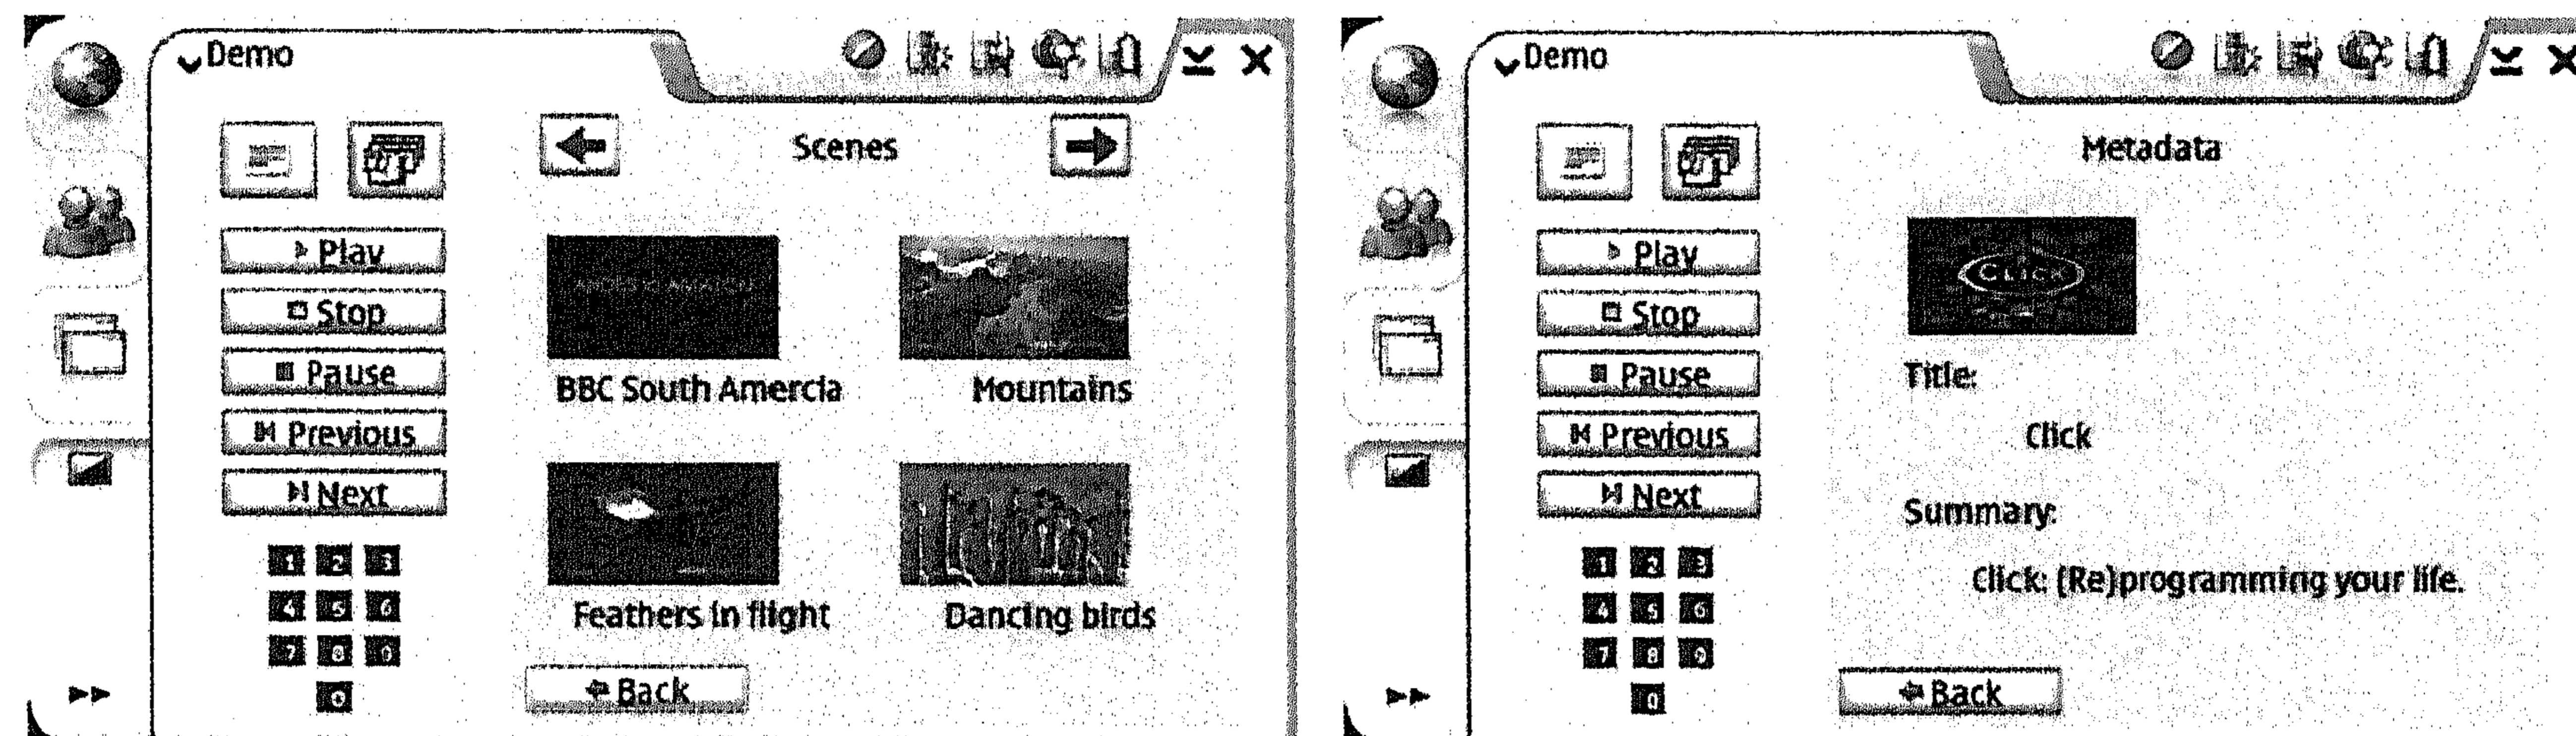 Demo
Scenes
Play
Stop
Pause
Previous
Next
1 2 3
4 5 6
7 8
BBC South Amercia
Mountains
Feathers in flight
Dancing birds
Back
Demo
Metadata
Play
Stop
Pause
Previous
Next
1 2 3
4 5 6
7 8 9
0
CLICK
Title:
Click
Summary:
Click: (Re)programming your life.
Back